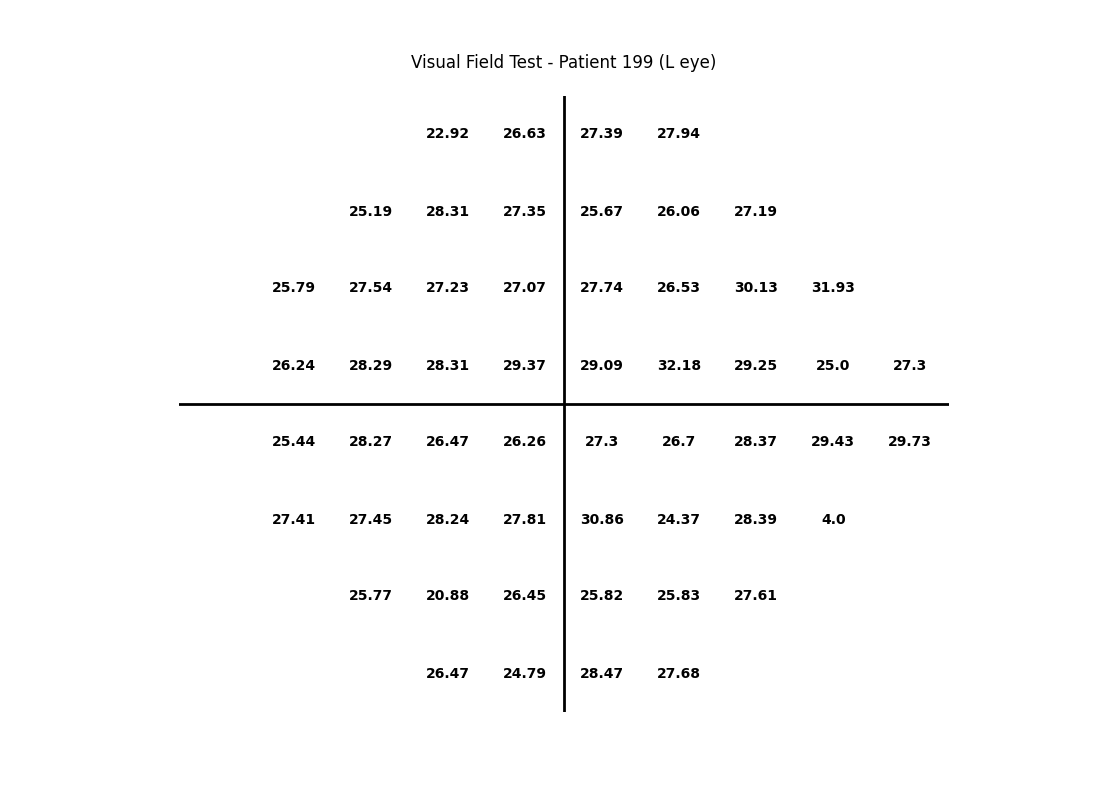 Visual Field Test - Patient 199 (L eye)
22.92 26.63 27.39 27.94
25.19 28.31 27.35 25.67 26.06 27.19
25.79 27.54 27.23 27.07 27.74 26.53 30.13 31.93
26.24 28.29 28.31 29.37 29.09 32.18 29.25 25.0 27.3
25.44 28.27 26.47 26.26 27.3 26.7 28.37 29.43 29.73
27.41 27.45 28.24 27.81 30.86 24.37 28.39 4.0
25.77 20.88 26.45 25.82 25.83 27.61
26.47 24.79 28.47 27.68